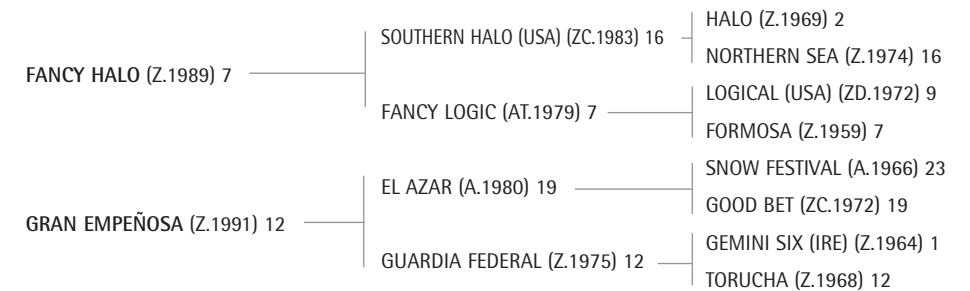 HALO (Z.1969) 2
SOUTHERN HALO (USA) (ZC.1983) 16
NORTHERN SEA (Z.1974) 16
FANCY HALO (Z.1989) 7
LOGICAL (USA) (ZD.1972) 9
FANCY LOGIC (AT.1979) 7
FORMOSA (Z.1959) 7
SNOW FESTIVAL (A.1966) 23
EL AZAR (A.1980) 19
GOOD BET (ZC.1972) 19
GRAN EMPEÑOSA (Z.1991) 12
GEMINI SIX (IRE) (Z.1964) 1
GUARDIA FEDERAL (Z.1975) 12
TORUCHA (Z.1968) 12